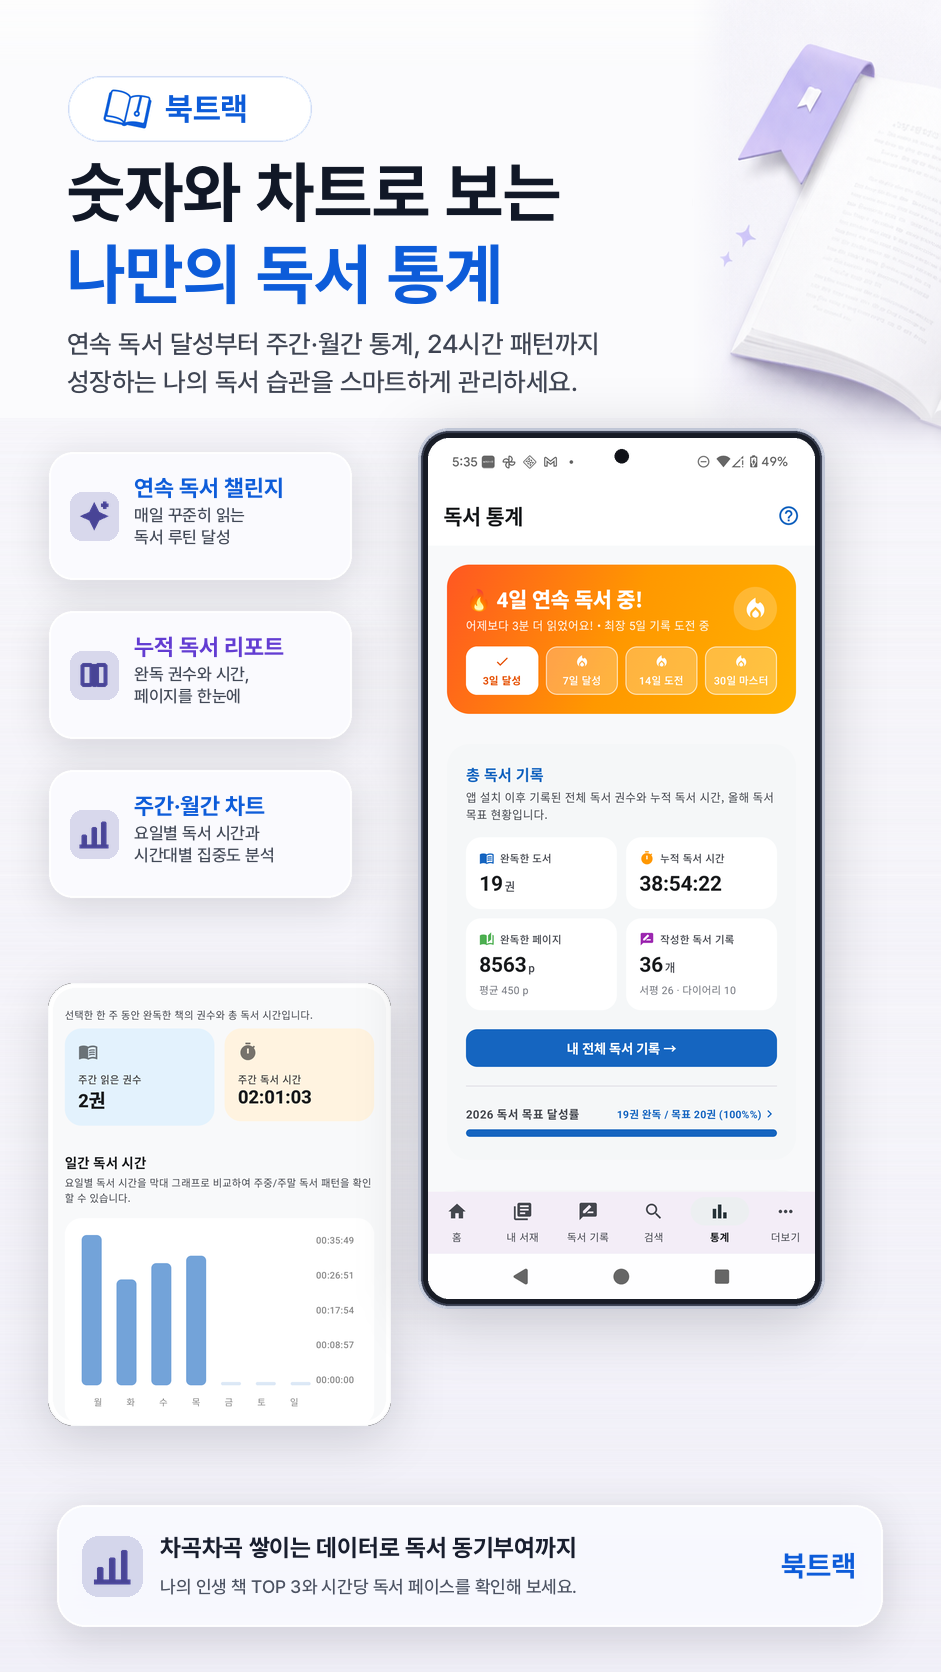 북트랙
숫자와 차트로 보는
나만의 독서 통계
연속 독서 달성부터 주간·월간 통계, 24시간 패턴까지
성장하는 나의 독서 습관을 스마트하게 관리하세요.
연속 독서 챌린지
매일 꾸준히 읽는
독서 루틴 달성
누적 독서 리포트
완독 권수와 시간,
페이지를 한눈에
주간·월간 차트
요일별 독서 시간과
시간대별 집중도 분석
5:35
49%
독서 통계
4일 연속 독서 중!
어제보다 3분 더 읽었어요! • 최장 5일 기록 도전 중
3일 달성
7일 달성
14일 도전
30일 마스터
총 독서 기록
앱 설치 이후 기록된 전체 독서 권수와 누적 독서 시간, 올해 독서
목표 현황입니다.
완독한 도서
19권
누적 독서 시간
38:54:22
완독한 페이지
8563p
평균 450 p
작성한 독서 기록
36개
서평 26 · 다이어리 10
내 전체 독서 기록 →
2026 독서 목표 달성률
19권 완독 / 목표 20권 (100%%)
홈
내 서재
독서 기록
검색
통계
더보기
선택한 한 주 동안 완독한 책의 권수와 총 독서 시간입니다.
주간 읽은 권수
2권
주간 독서 시간
02:01:03
일간 독서 시간
요일별 독서 시간을 막대 그래프로 비교하여 주중/주말 독서 패턴을 확인
할 수 있습니다.
00:35:49
00:26:51
00:17:54
00:08:57
00:00:00
월 화 수 목 금 토 일
차곡차곡 쌓이는 데이터로 독서 동기부여까지
나의 인생 책 TOP 3와 시간당 독서 페이스를 확인해 보세요.
북트랙